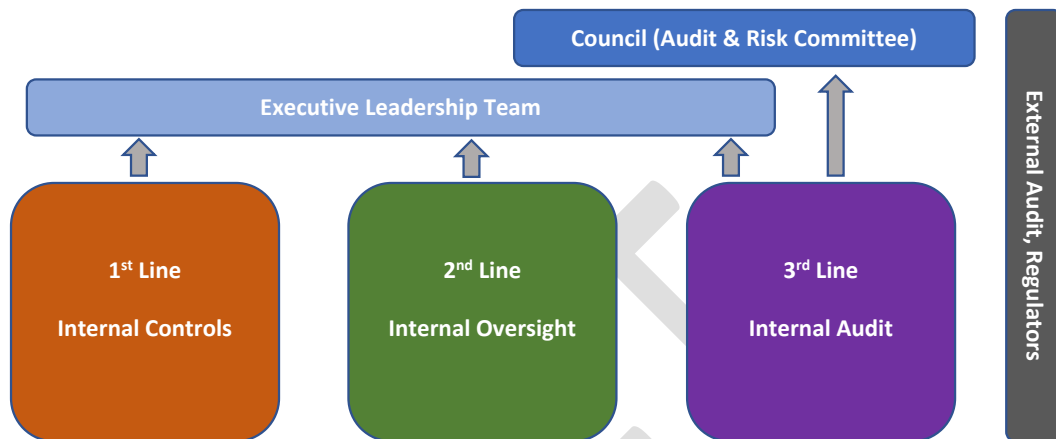 Council (Audit & Risk Committee)
Executive Leadership Team
1st Line
Internal Controls
2nd Line
Internal Oversight
3rd Line
Internal Audit
External Audit, Regulators